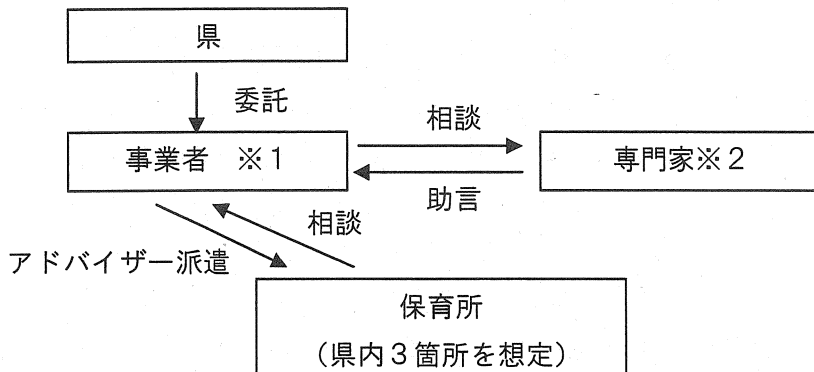 県
委託
事業者　※１
相談
専門家※２
助言
相談
アドバイザー派遣
保育所
（県内３箇所を想定）